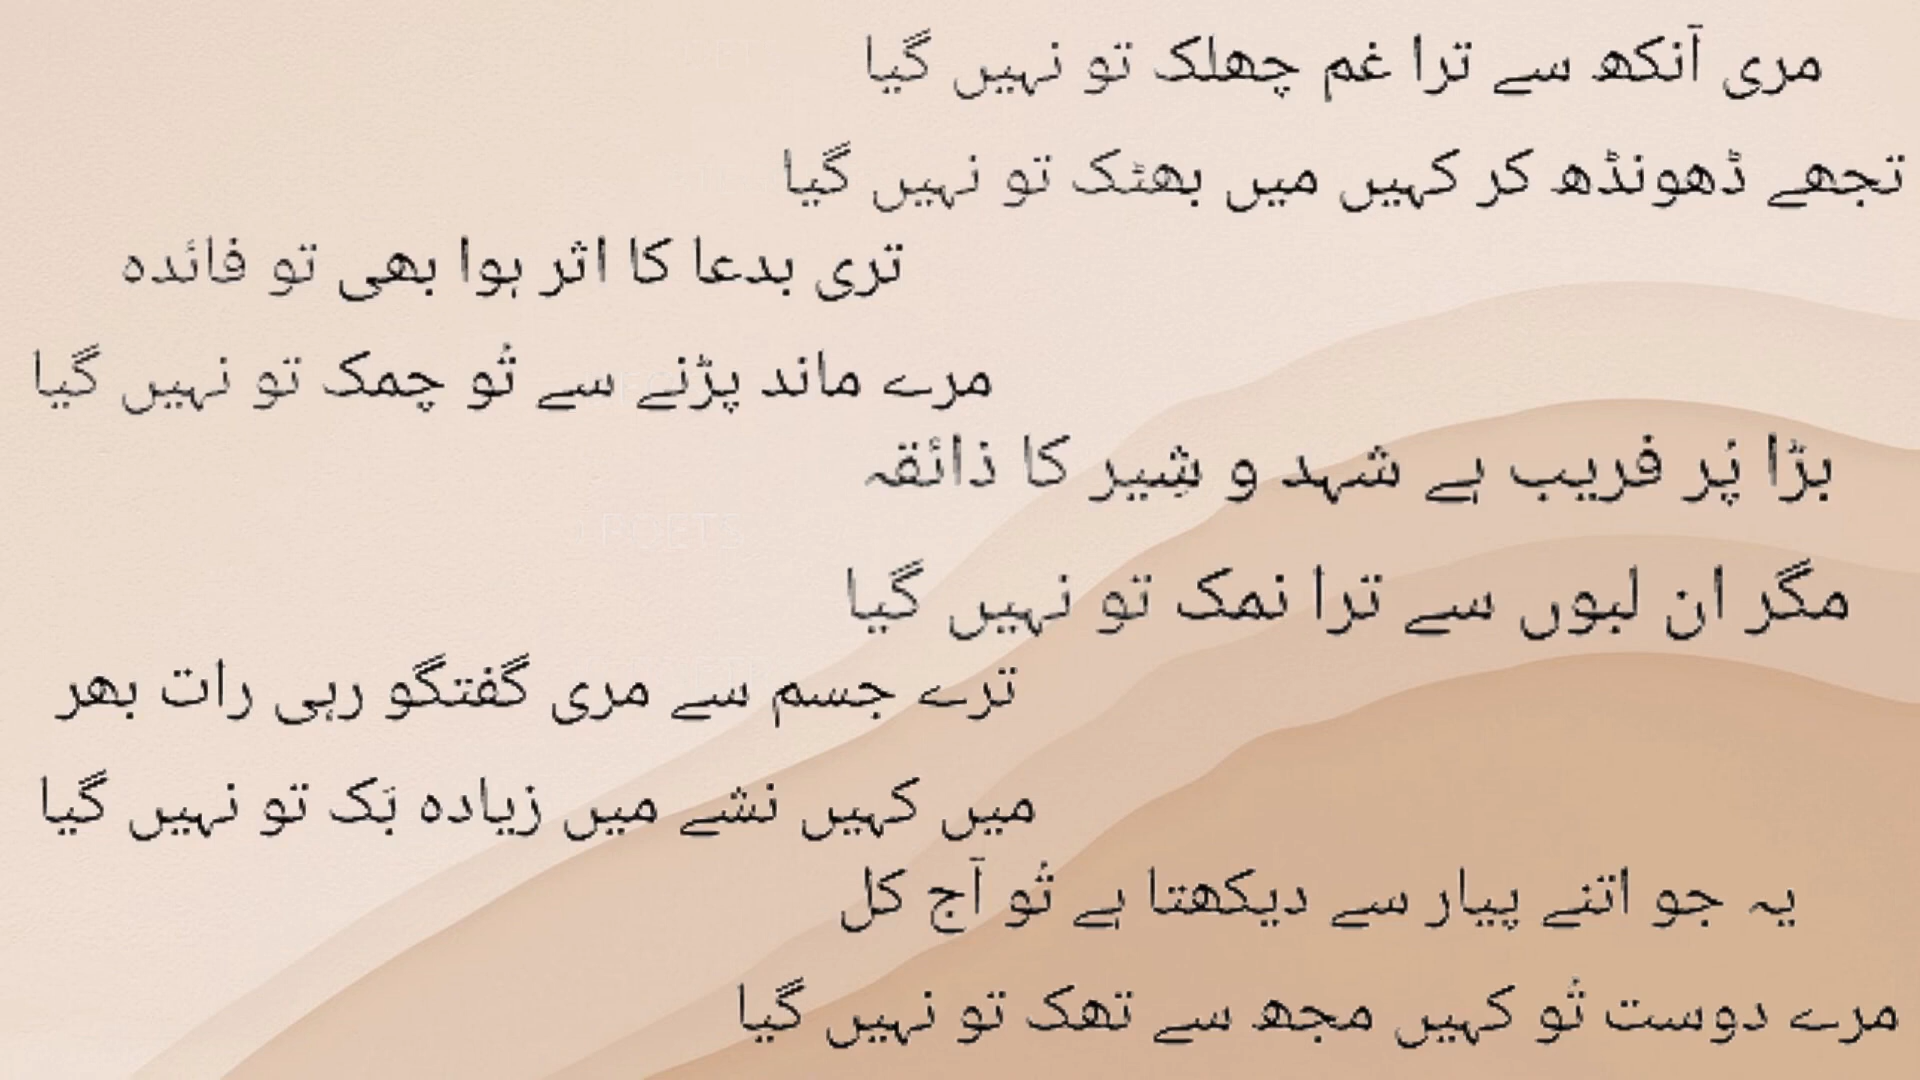 مری آنکھ سے ترا غم چھلک تو نہیں گیا
تجھے ڈھونڈھ کر کہیں میں بھٹک تو نہیں گیا
تری بدعا کا اثر ہوا بھی تو فائدہ
مرے ماند پڑنے سے تُو چمک تو نہیں گیا
بڑا پُر فریب ہے شہد و شِیر کا ذائقہ
مگر ان لبوں سے ترا نمک تو نہیں گیا
ترے جسم سے مری گفتگو رہی رات بھر
میں کہیں نشے میں زیادہ بَک تو نہیں گیا
یہ جو اتنے پیار سے دیکھتا ہے تُو آج کل
مرے دوست تُو کہیں مجھ سے تھک تو نہیں گیا